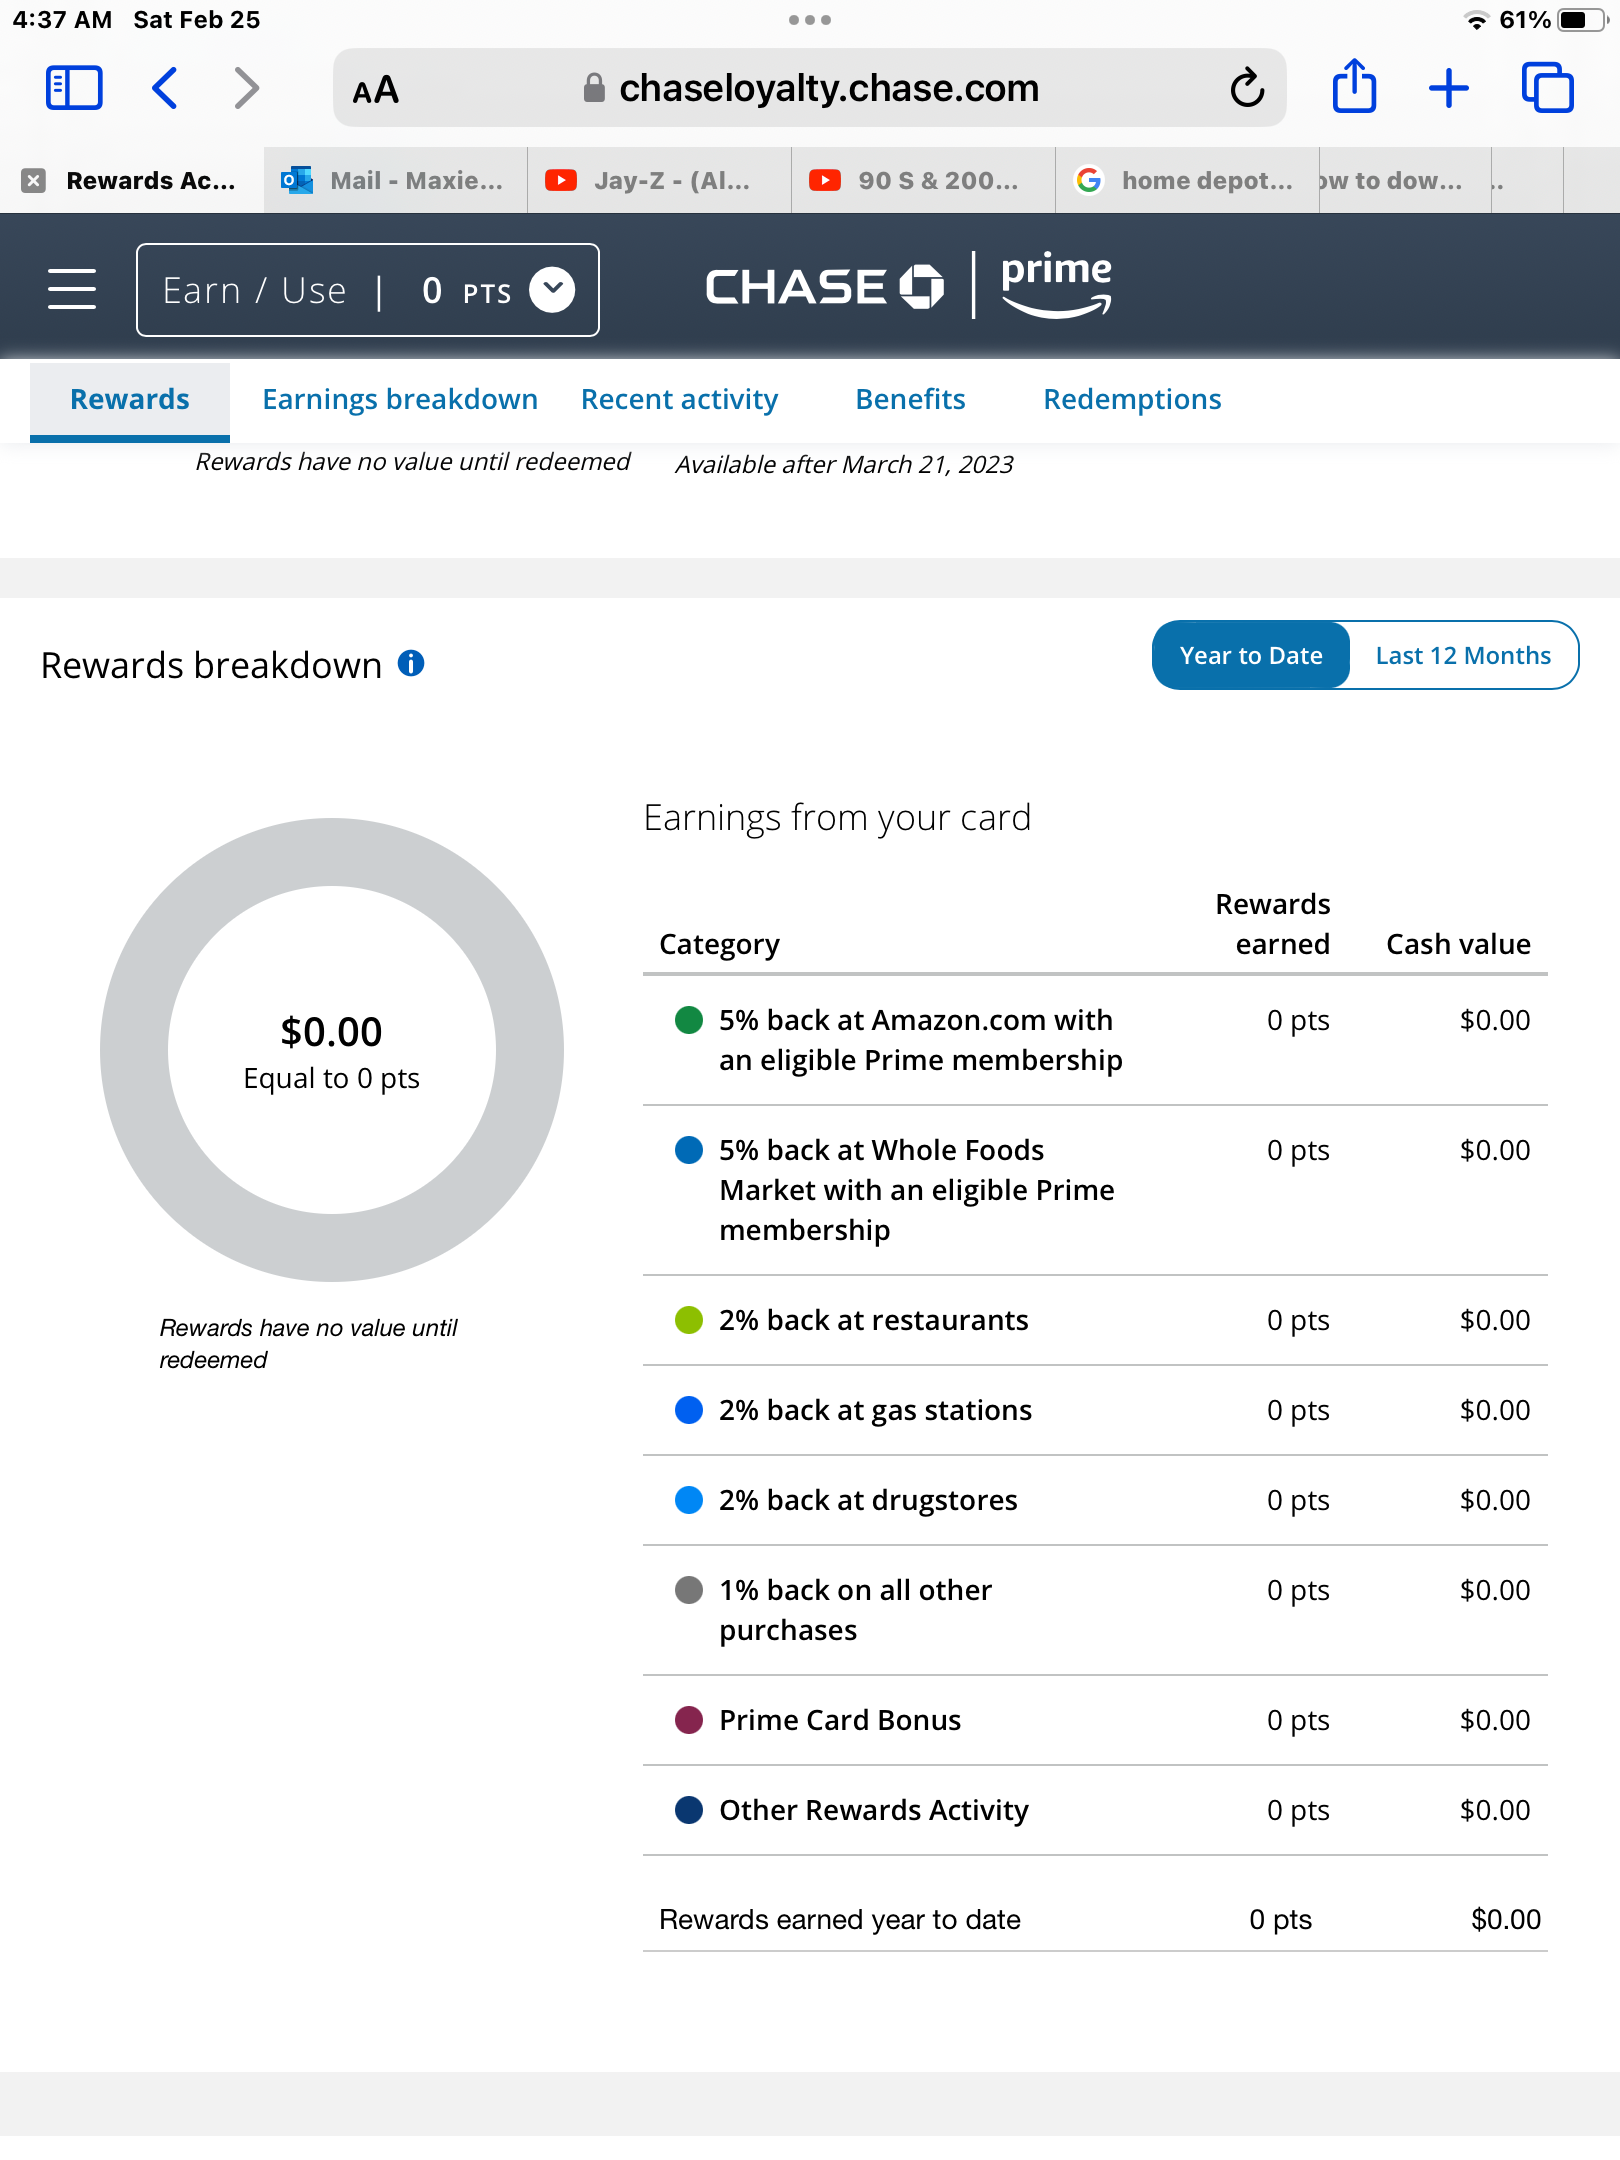 4:37 AM Sat Feb 25
61%
AA
chaseloyalty.chase.com
Rewards Ac...
Mail - Maxie...
Jay-Z - (Al...
90 S & 200...
home depot...
ow to dow...
..
Earn / Use | 0 PTS
CHASE
prime
Rewards
Earnings breakdown
Recent activity
Benefits
Redemptions
Rewards have no value until redeemed
Available after March 21, 2023
Rewards breakdown
Year to Date
Last 12 Months
$0.00
Equal to 0 pts
Rewards have no value until
redeemed
Earnings from your card
Rewards
Category earned Cash value
5% back at Amazon.com with 0 pts $0.00
an eligible Prime membership
5% back at Whole Foods 0 pts $0.00
Market with an eligible Prime
membership
2% back at restaurants 0 pts $0.00
2% back at gas stations 0 pts $0.00
2% back at drugstores 0 pts $0.00
1% back on all other 0 pts $0.00
purchases
Prime Card Bonus 0 pts $0.00
Other Rewards Activity 0 pts $0.00
Rewards earned year to date 0 pts $0.00